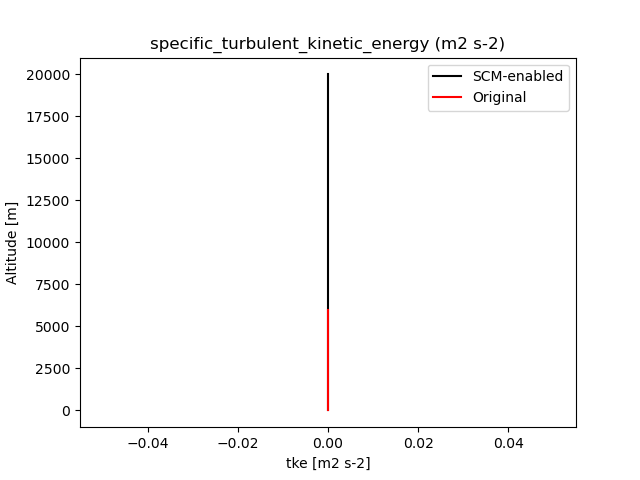 specific_turbulent_kinetic_energy (m2 s-2)
SCM-enabled
Original
20000
17500
15000
12500
10000
7500
5000
2500
0
Altitude [m]
−0.04
−0.02
0.00
0.02
0.04
tke [m2 s-2]